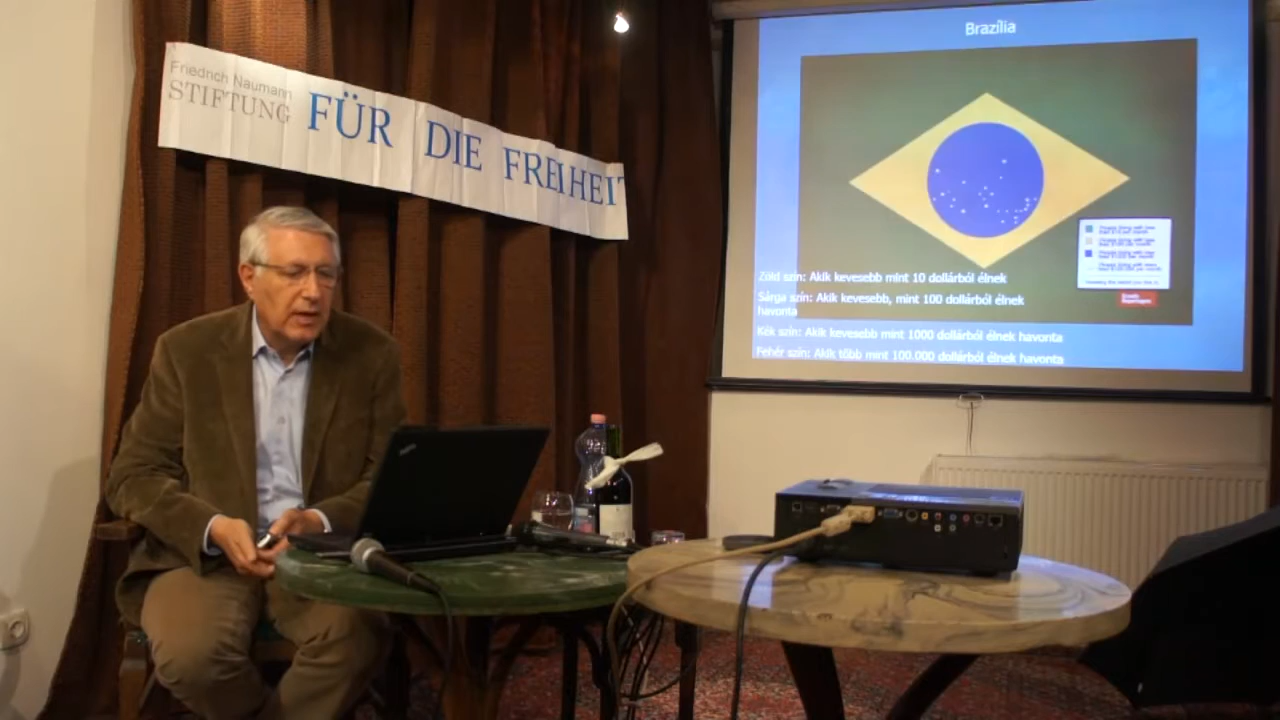 Friedrich Naumann
STIFTUNG FÜR DIE FREIHEIT
Brazília
Zöld szín: Akik kevesebb mint 10 dollárból élnek
Sárga szín: Akik kevesebb, mint 100 dollárból élnek
havonta
Kék szín: Akik kevesebb mint 1000 dollárból élnek havonta
Fehér szín: Akik több mint 100.000 dollárból élnek havonta